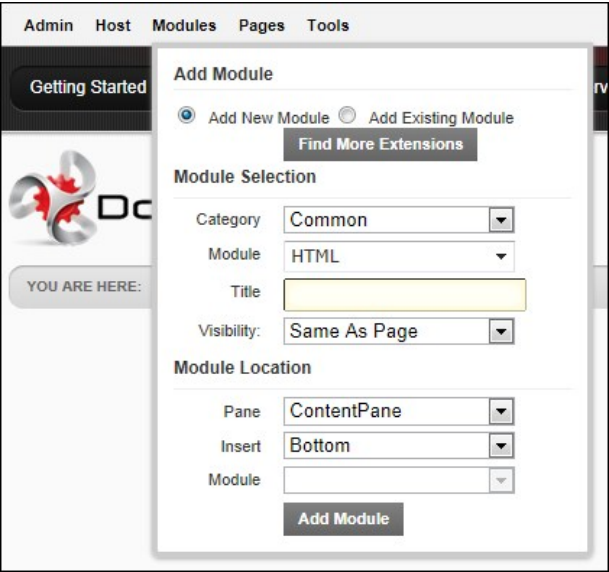 Admin Host Modules Pages Tools
Getting Started
Add Module
Add New Module Add Existing Module
Find More Extensions
Module Selection
Category Common
Module HTML
Title
Visibility: Same As Page
YOU ARE HERE:
Module Location
Pane ContentPane
Insert Bottom
Module
Add Module